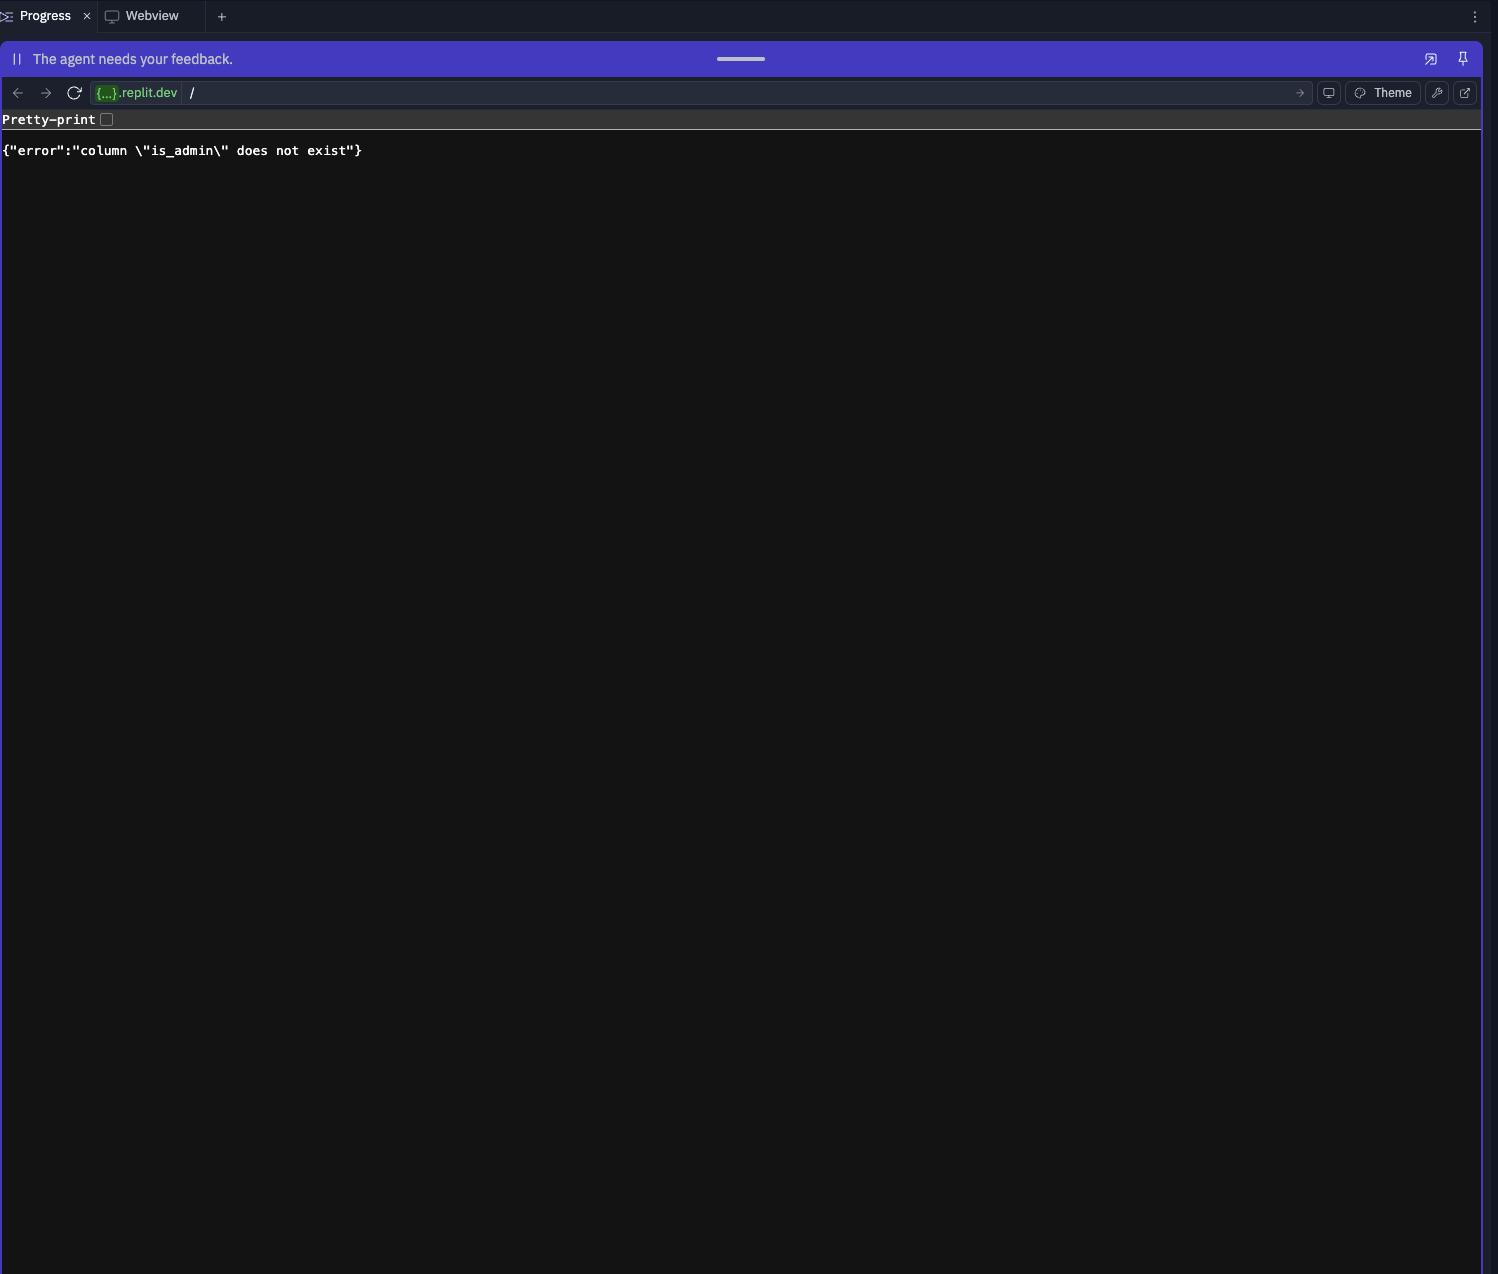 Progress
Webview
The agent needs your feedback.
{...}.replit.dev /
Theme
Pretty-print
{"error":"column \"is_admin\" does not exist"}